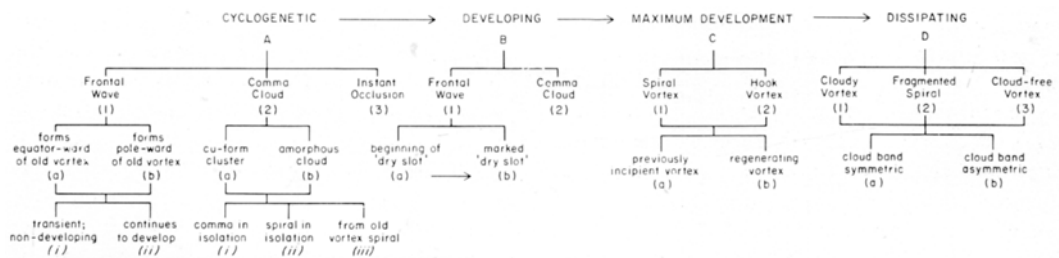 CYCLOGENETIC DEVELOPING MAXIMUM DEVELOPMENT DISSIPATING
A B C D
Frontal Wave (1)
Comma Cloud (2)
Instant Occlusion (3)
Frontal Wave (1)
Comma Cloud (2)
Spiral Vortex (1)
Hook Vortex (2)
Cloudy Vortex (1)
Fragmented Spiral (2)
Cloud-free Vortex (3)
forms equator-ward of old vortex (a)
forms pole-ward of old vortex (b)
cu-form cluster (a)
amorphous cloud (b)
beginning of 'dry slot' (a)
marked 'dry slot' (b)
previously incipient vortex (a)
regenerating vortex (b)
cloud band symmetric (a)
cloud band asymmetric (b)
transient; non-developing (i)
continues to develop (ii)
comma in isolation (i)
spiral in isolation (ii)
from old vortex spiral (iii)